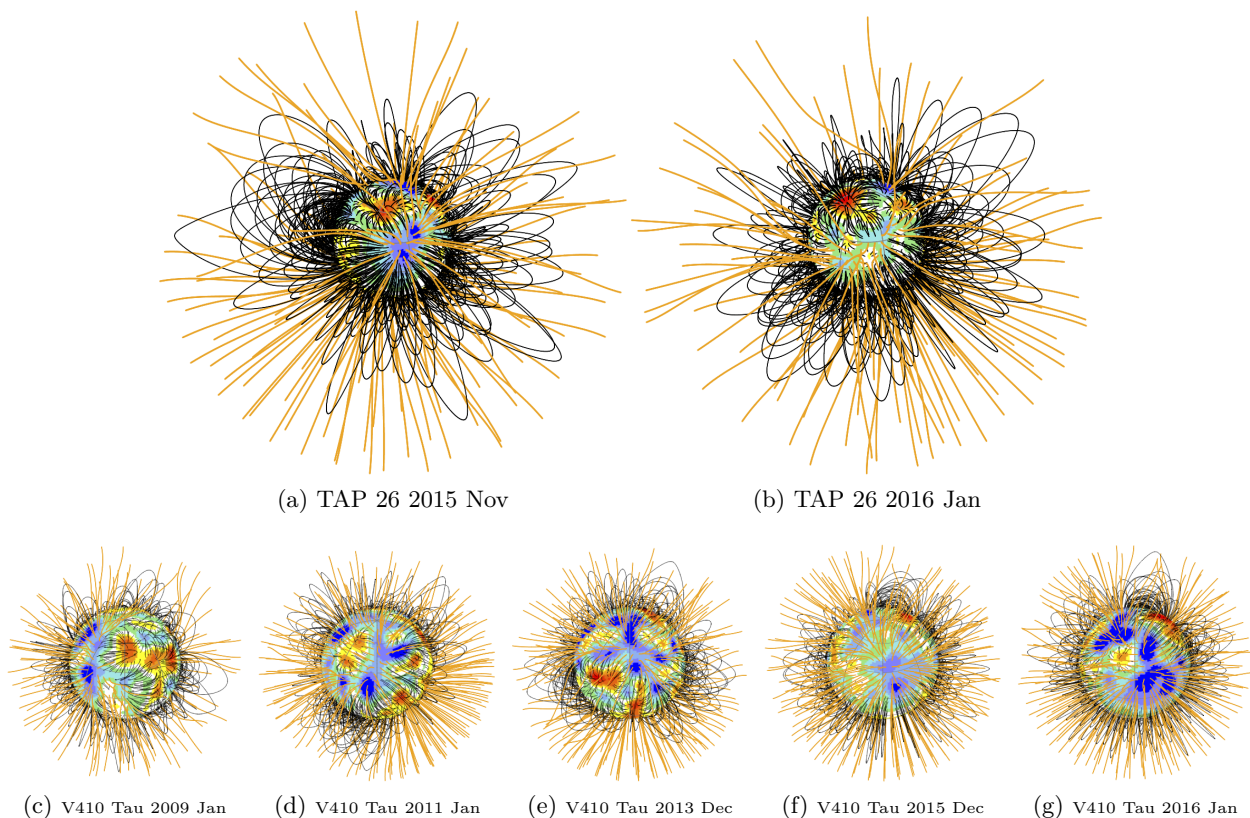 (a) TAP 26 2015 Nov
(b) TAP 26 2016 Jan
(c) V410 Tau 2009 Jan
(d) V410 Tau 2011 Jan
(e) V410 Tau 2013 Dec
(f) V410 Tau 2015 Dec
(g) V410 Tau 2016 Jan